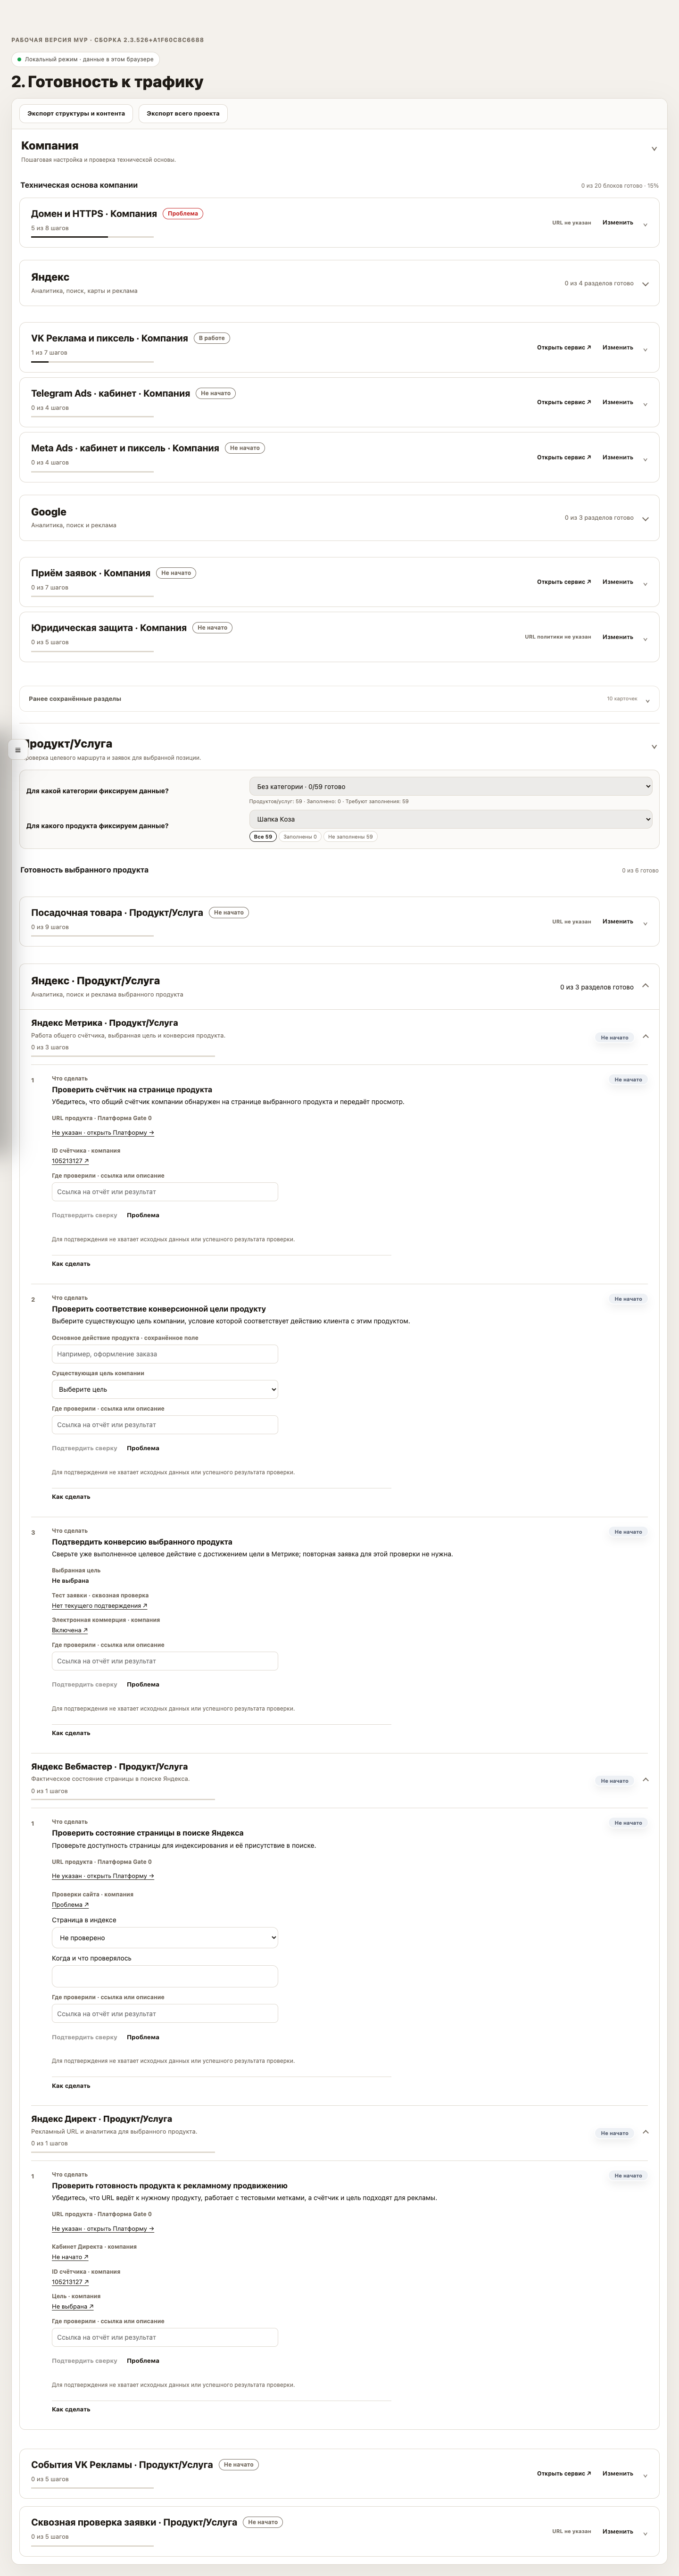 РАБОЧАЯ ВЕРСИЯ MVP · СБОРКА 2.3.526+A1F60C8C6688
Локальный режим · данные в этом браузере
2. Готовность к трафику
Экспорт структуры и контента
Экспорт всего проекта
Компания
Пошаговая настройка и проверка технической основы.
Техническая основа компании
0 из 20 блоков готово · 15%
Домен и HTTPS · Компания
Проблема
5 из 8 шагов
URL не указан
Изменить
Яндекс
Аналитика, поиск, карты и реклама
0 из 4 разделов готово
VK Реклама и пиксель · Компания
В работе
1 из 7 шагов
Открыть сервис ↗
Изменить
Telegram Ads · кабинет · Компания
Не начато
0 из 4 шагов
Открыть сервис ↗
Изменить
Meta Ads · кабинет и пиксель · Компания
Не начато
0 из 4 шагов
Открыть сервис ↗
Изменить
Google
Аналитика, поиск и реклама
0 из 3 разделов готово
Приём заявок · Компания
Не начато
0 из 7 шагов
Открыть сервис ↗
Изменить
Юридическая защита · Компания
Не начато
0 из 5 шагов
URL политики не указан
Изменить
Ранее сохранённые разделы
10 карточек
Продукт/Услуга
роверка целевого маршрута и заявок для выбранной позиции.
Для какой категории фиксируем данные?
Без категории · 0/59 готово
Продуктов/услуг: 59 · Заполнено: 0 · Требуют заполнения: 59
Для какого продукта фиксируем данные?
Шапка Коза
Все 59
Заполнены 0
Не заполнены 59
Готовность выбранного продукта
0 из 6 готово
Посадочная товара · Продукт/Услуга
Не начато
0 из 9 шагов
URL не указан
Изменить
Яндекс · Продукт/Услуга
Аналитика, поиск и реклама выбранного продукта
0 из 3 разделов готово
Яндекс Метрика · Продукт/Услуга
Работа общего счётчика, выбранная цель и конверсия продукта.
0 из 3 шагов
Не начато
1
Что сделать
Не начато
Проверить счётчик на странице продукта
Убедитесь, что общий счётчик компании обнаружен на странице выбранного продукта и передаёт просмотр.
URL продукта · Платформа Gate 0
Не указан · открыть Платформу →
ID счётчика · компания
105213127 ↗
Где проверили · ссылка или описание
Ссылка на отчёт или результат
Подтвердить сверку
Проблема
Для подтверждения не хватает исходных данных или успешного результата проверки.
Как сделать
2
Что сделать
Не начато
Проверить соответствие конверсионной цели продукту
Выберите существующую цель компании, условие которой соответствует действию клиента с этим продуктом.
Основное действие продукта · сохранённое поле
Например, оформление заказа
Существующая цель компании
Выберите цель
Где проверили · ссылка или описание
Ссылка на отчёт или результат
Подтвердить сверку
Проблема
Для подтверждения не хватает исходных данных или успешного результата проверки.
Как сделать
3
Что сделать
Не начато
Подтвердить конверсию выбранного продукта
Сверьте уже выполненное целевое действие с достижением цели в Метрике; повторная заявка для этой проверки не нужна.
Выбранная цель
Не выбрана
Тест заявки · сквозная проверка
Нет текущего подтверждения ↗
Электронная коммерция · компания
Включена ↗
Где проверили · ссылка или описание
Ссылка на отчёт или результат
Подтвердить сверку
Проблема
Для подтверждения не хватает исходных данных или успешного результата проверки.
Как сделать
Яндекс Вебмастер · Продукт/Услуга
Фактическое состояние страницы в поиске Яндекса.
0 из 1 шагов
Не начато
1
Что сделать
Не начато
Проверить состояние страницы в поиске Яндекса
Проверьте доступность страницы для индексирования и её присутствие в поиске.
URL продукта · Платформа Gate 0
Не указан · открыть Платформу →
Проверки сайта · компания
Проблема ↗
Страница в индексе
Не проверено
Когда и что проверялось
Где проверили · ссылка или описание
Ссылка на отчёт или результат
Подтвердить сверку
Проблема
Для подтверждения не хватает исходных данных или успешного результата проверки.
Как сделать
Яндекс Директ · Продукт/Услуга
Рекламный URL и аналитика для выбранного продукта.
0 из 1 шагов
Не начато
1
Что сделать
Не начато
Проверить готовность продукта к рекламному продвижению
Убедитесь, что URL ведёт к нужному продукту, работает с тестовыми метками, а счётчик и цель подходят для рекламы.
URL продукта · Платформа Gate 0
Не указан · открыть Платформу →
Кабинет Директа · компания
Не начато ↗
ID счётчика · компания
105213127 ↗
Цель · компания
Не выбрана ↗
Где проверили · ссылка или описание
Ссылка на отчёт или результат
Подтвердить сверку
Проблема
Для подтверждения не хватает исходных данных или успешного результата проверки.
Как сделать
События VK Рекламы · Продукт/Услуга
Не начато
0 из 5 шагов
Открыть сервис ↗
Изменить
Сквозная проверка заявки · Продукт/Услуга
Не начато
0 из 5 шагов
URL не указан
Изменить